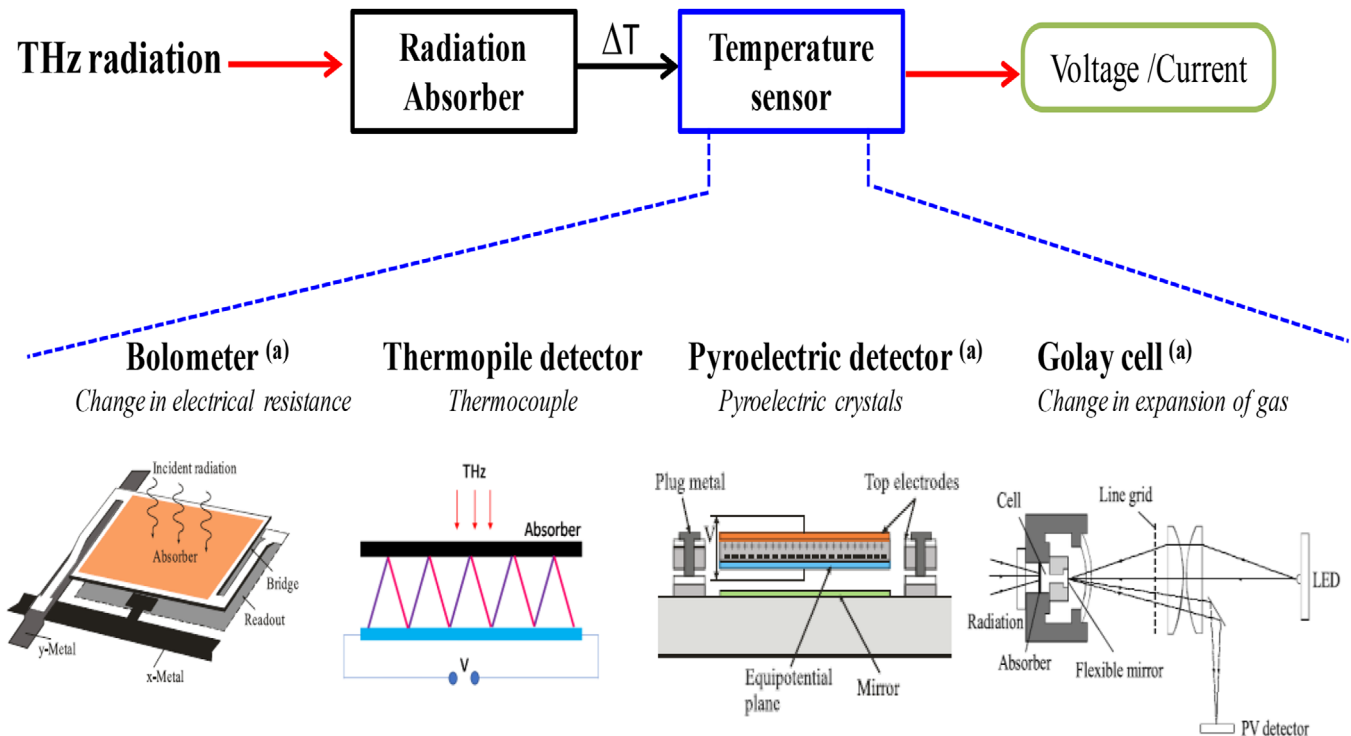 THz radiation
Radiation
Absorber
ΔT
Temperature
sensor
Voltage /Current
Bolometer (a)
Change in electrical resistance
Thermopile detector
Thermocouple
Pyroelectric detector (a)
Pyroelectric crystals
Golay cell (a)
Change in expansion of gas
Incident radiation
Absorber
Bridge
Readout
y-Metal
x-Metal
THz
Absorber
V
Plug metal
Top electrodes
V
Equipotential
plane
Mirror
Line grid
Cell
LED
Radiation
Absorber
Flexible mirror
PV detector